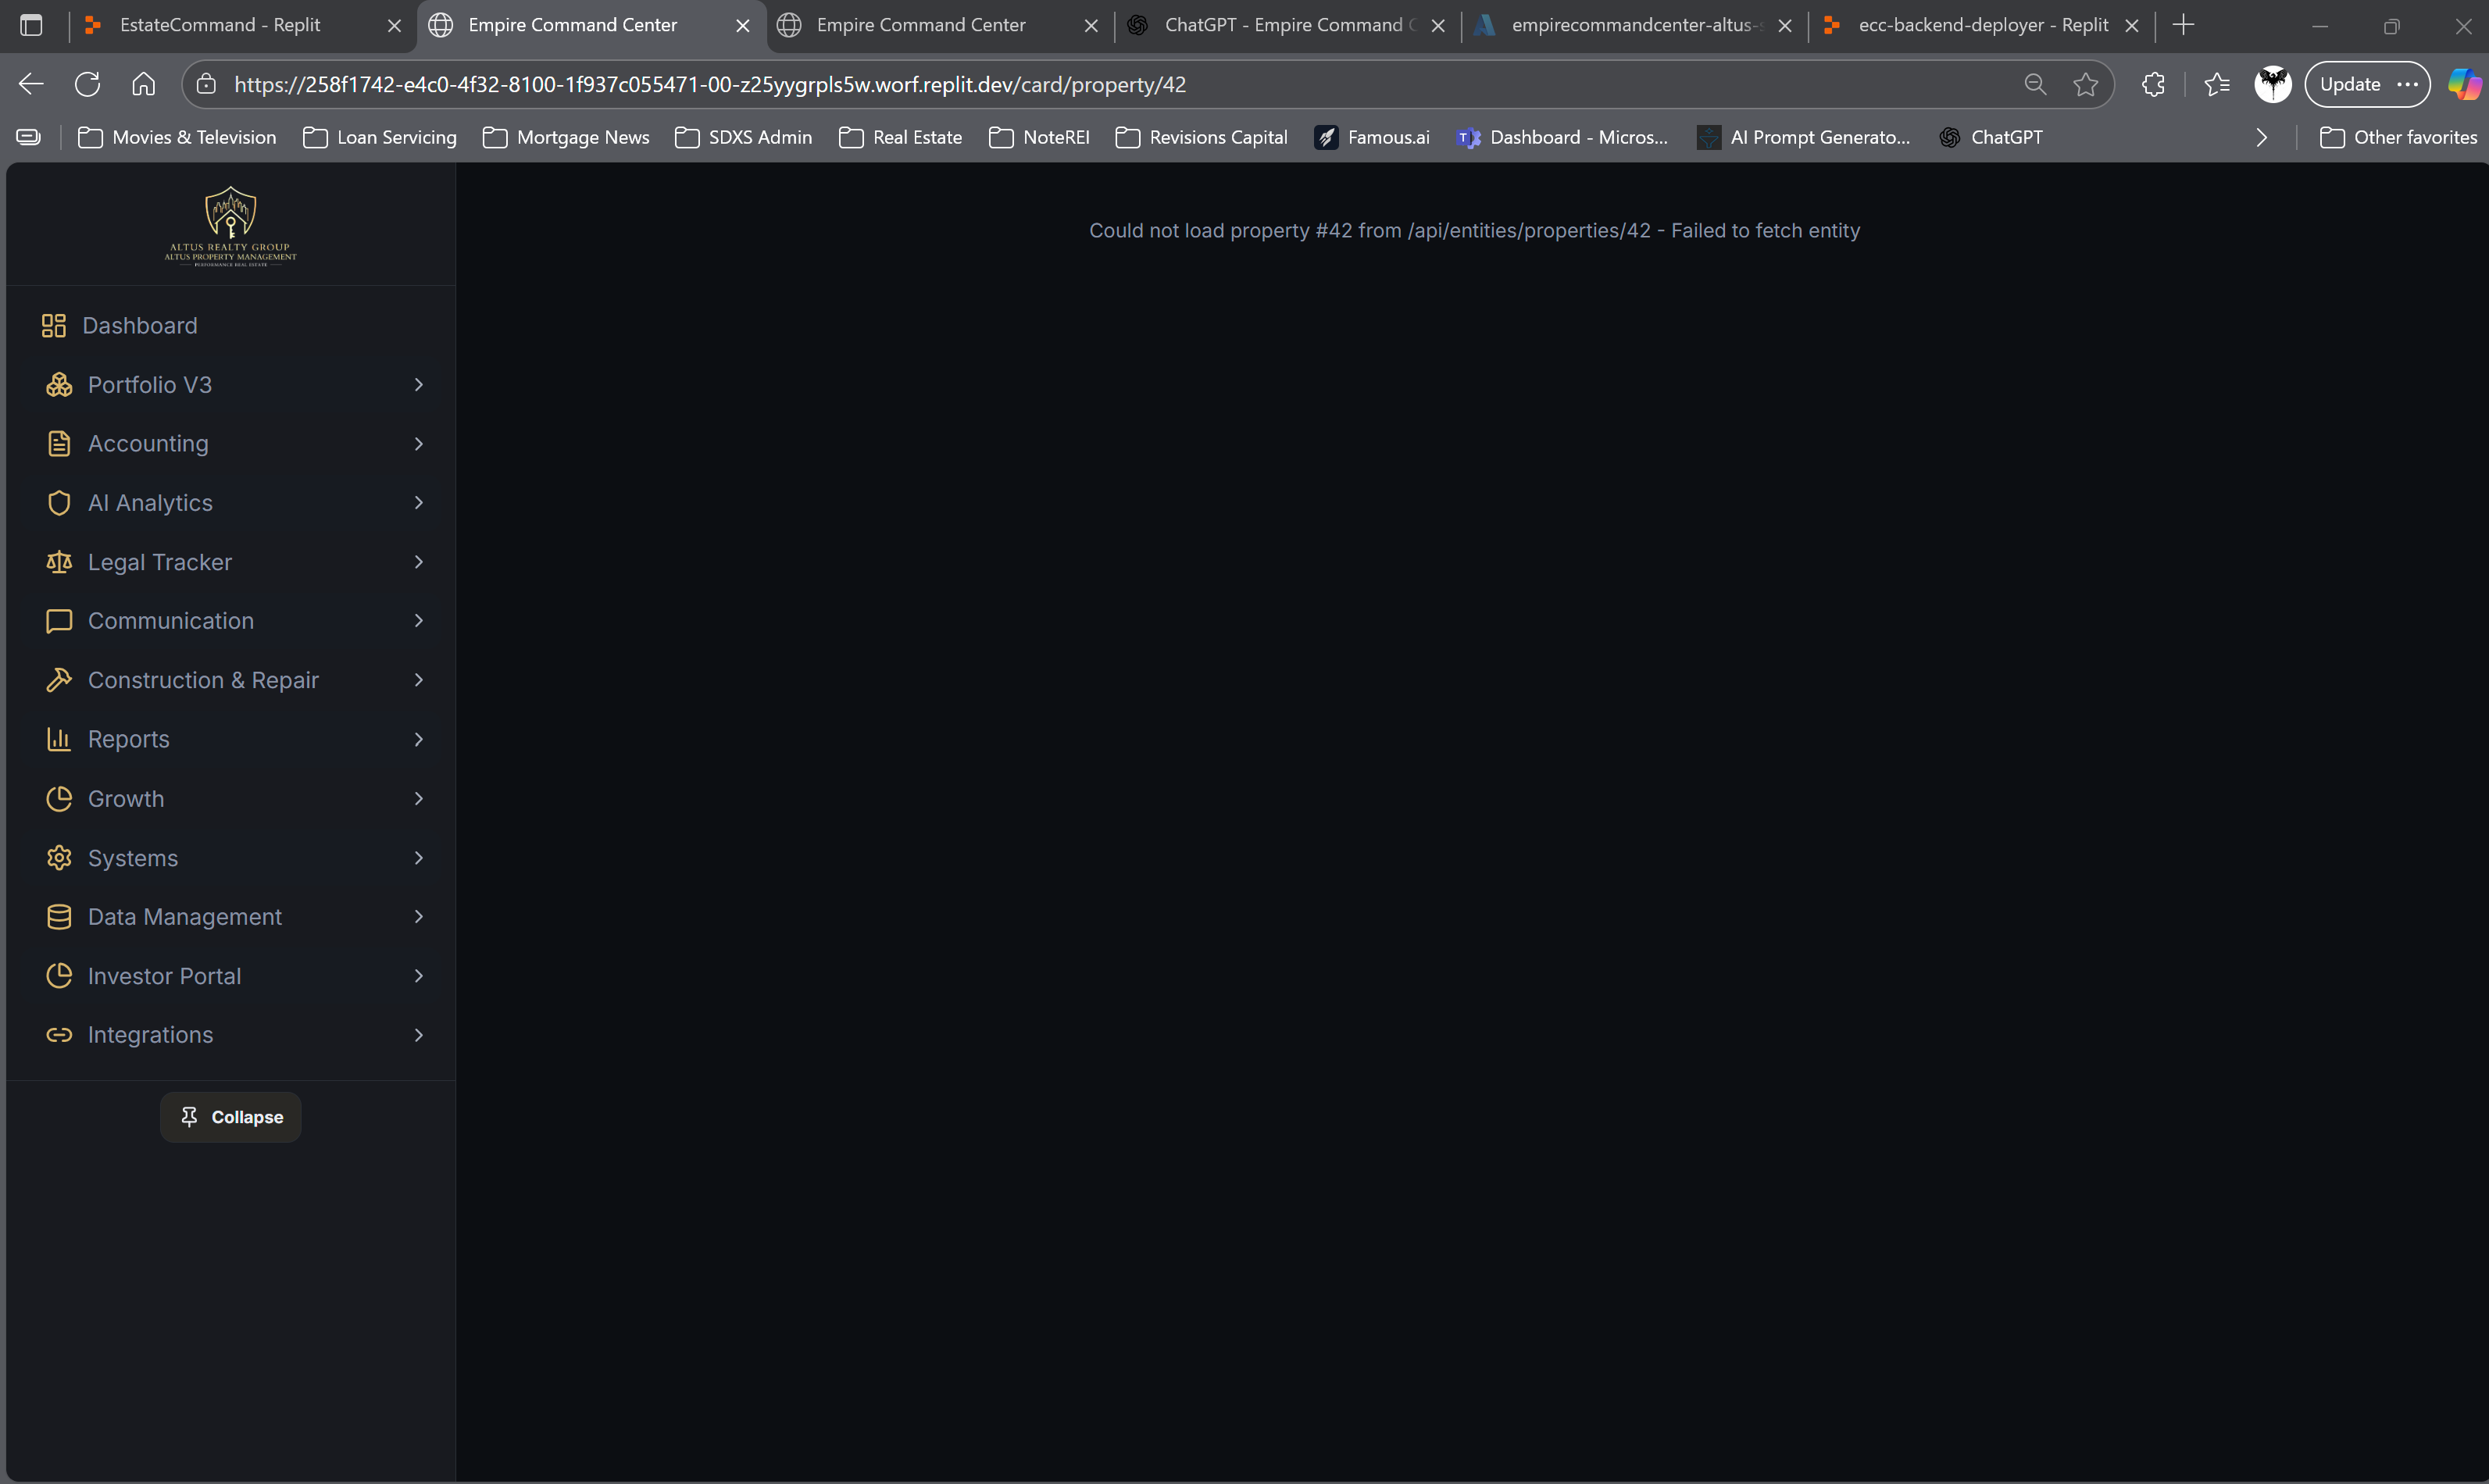 EstateCommand - Replit
Empire Command Center
Empire Command Center
ChatGPT - Empire Command
empirecommandcenter-altus-
ecc-backend-deployer - Replit
https://258f1742-e4c0-4f32-8100-1f937c055471-00-z25yygrpls5w.worf.replit.dev/card/property/42
Update
Movies & Television
Loan Servicing
Mortgage News
SDXS Admin
Real Estate
NoteREI
Revisions Capital
Famous.ai
Dashboard - Micros...
AI Prompt Generato...
ChatGPT
Other favorites
ALTUS REALTY GROUP
ALTUS PROPERTY MANAGEMENT
PERFORMANCE REAL ESTATE
Could not load property #42 from /api/entities/properties/42 - Failed to fetch entity
Dashboard
Portfolio V3
Accounting
AI Analytics
Legal Tracker
Communication
Construction & Repair
Reports
Growth
Systems
Data Management
Investor Portal
Integrations
Collapse